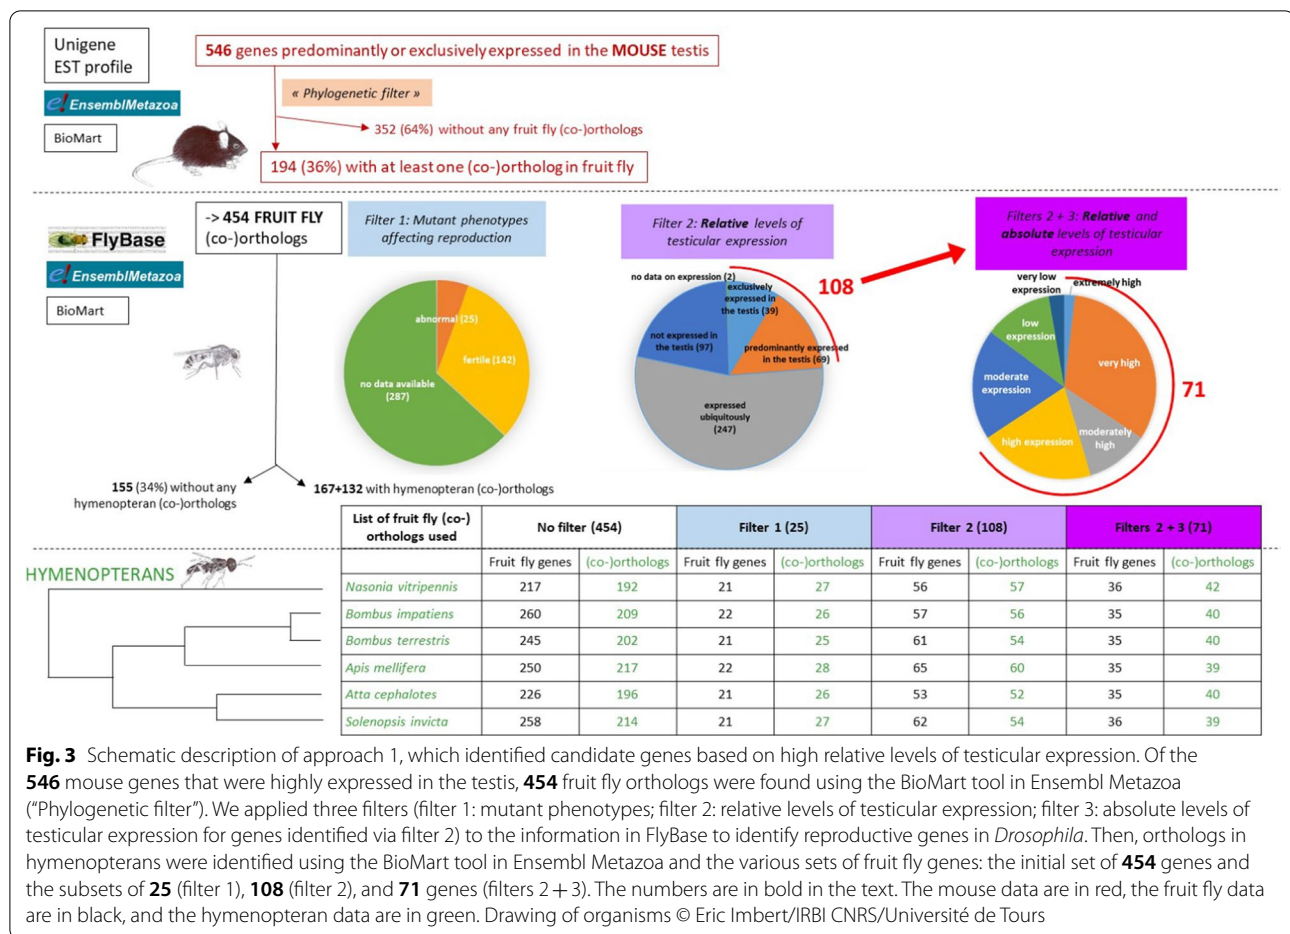 Unigene
EST profile
546 genes predominantly or exclusively expressed in the MOUSE testis
« Phylogenetic filter »
e!EnsemblMetazoa
BioMart
352 (64%) without any fruit fly (co-)orthologs
194 (36%) with at least one (co-)ortholog in fruit fly
-> 454 FRUIT FLY
(co-)orthologs
FlyBase
e!EnsemblMetazoa
BioMart
Filter 1: Mutant phenotypes
affecting reproduction
abnormal (25)
fertile (142)
no data available
(287)
Filter 2: Relative levels of
testicular expression
no data on expression (2)
exclusively
expressed in
the testis (39)
108
not expressed in
the testis (97)
predominantly expressed
in the testis (69)
expressed
ubiquitously
(247)
Filters 2 + 3: Relative and
absolute levels of testicular
expression
very low
expression
extremely high
low
expression
very high
moderate
expression
71
moderately
high
high expression
155 (34%) without any
hymenopteran (co-)orthologs
167+132 with hymenopteran (co-)orthologs
HYMENOPTERANS
List of fruit fly (co-)
orthologs used
No filter (454) Filter 1 (25) Filter 2 (108) Filters 2 + 3 (71)
Fruit fly genes (co-)orthologs Fruit fly genes (co-)orthologs Fruit fly genes (co-)orthologs Fruit fly genes (co-)orthologs
Nasonia vitripennis 217 192 21 27 56 57 36 42
Bombus impatiens 260 209 22 26 57 56 35 40
Bombus terrestris 245 202 21 25 61 54 35 40
Apis mellifera 250 217 22 28 65 60 35 39
Atta cephalotes 226 196 21 26 53 52 35 40
Solenopsis invicta 258 214 21 27 62 54 36 39
Fig. 3 Schematic description of approach 1, which identified candidate genes based on high relative levels of testicular expression. Of the
546 mouse genes that were highly expressed in the testis, 454 fruit fly orthologs were found using the BioMart tool in Ensembl Metazoa
(“Phylogenetic filter”). We applied three filters (filter 1: mutant phenotypes; filter 2: relative levels of testicular expression; filter 3: absolute levels of
testicular expression for genes identified via filter 2) to the information in FlyBase to identify reproductive genes in Drosophila. Then, orthologs in
hymenopterans were identified using the BioMart tool in Ensembl Metazoa and the various sets of fruit fly genes: the initial set of 454 genes and
the subsets of 25 (filter 1), 108 (filter 2), and 71 genes (filters 2 + 3). The numbers are in bold in the text. The mouse data are in red, the fruit fly data
are in black, and the hymenopteran data are in green. Drawing of organisms © Eric Imbert/IRBI CNRS/Université de Tours